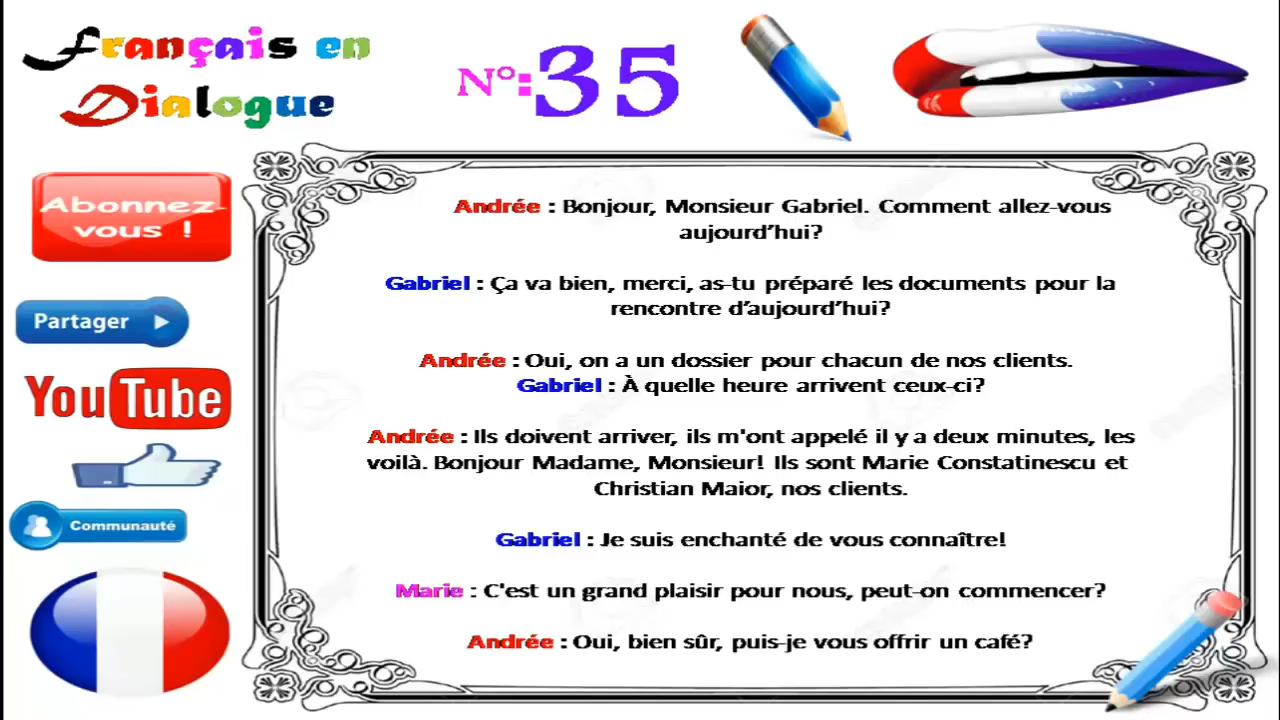 Français en
Dialogue
N°:35
Abonnez-
vous !
Partager
YouTube
Communauté
Andrée : Bonjour, Monsieur Gabriel. Comment allez-vous
aujourd’hui?
Gabriel : Ça va bien, merci, as-tu préparé les documents pour la
rencontre d’aujourd’hui?
Andrée : Oui, on a un dossier pour chacun de nos clients.
Gabriel : À quelle heure arrivent ceux-ci?
Andrée : Ils doivent arriver, ils m'ont appelé il y a deux minutes, les
voilà. Bonjour Madame, Monsieur! Ils sont Marie Constatinescu et
Christian Maior, nos clients.
Gabriel : Je suis enchanté de vous connaître!
Marie : C'est un grand plaisir pour nous, peut-on commencer?
Andrée : Oui, bien sûr, puis-je vous offrir un café?